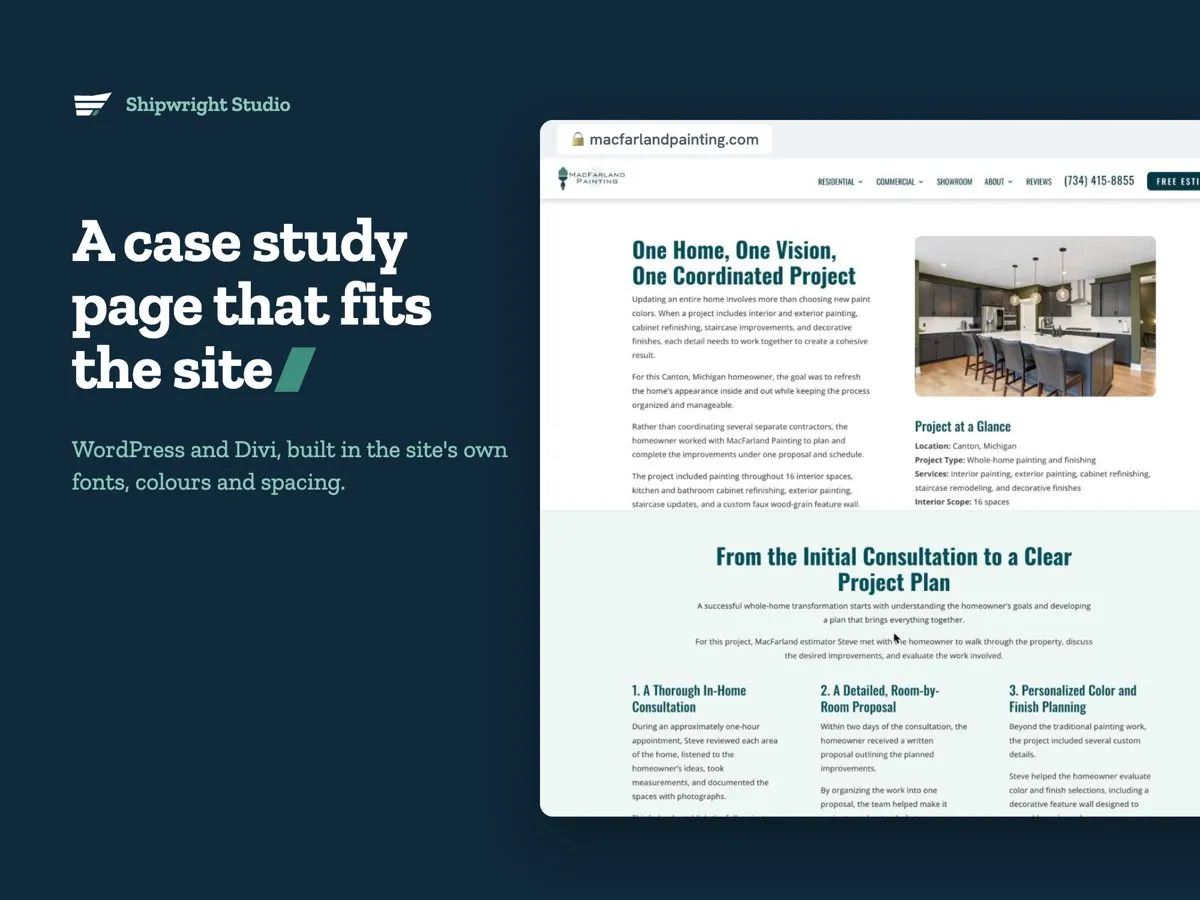 Shipwright Studio
A case study
page that fits
the site
WordPress and Divi, built in the site's own
fonts, colours and spacing.
macfarlandpainting.com
MacFarland
Painting
RESIDENTIAL
COMMERCIAL
SHOWROOM
ABOUT
REVIEWS
(734) 415-8855
FREE ESTI
One Home, One Vision,
One Coordinated Project
Updating an entire home involves more than choosing new paint
colors. When a project includes interior and exterior painting,
cabinet refinishing, staircase improvements, and decorative
finishes, each detail needs to work together to create a cohesive
result.
For this Canton, Michigan homeowner, the goal was to refresh
the home's appearance inside and out while keeping the process
organized and manageable.
Rather than coordinating several separate contractors, the
homeowner worked with MacFarland Painting to plan and
complete the improvements under one proposal and schedule.
The project included painting throughout 16 interior spaces,
kitchen and bathroom cabinet refinishing, exterior painting,
staircase updates, and a custom faux wood-grain feature wall.
Project at a Glance
Location: Canton, Michigan
Project Type: Whole-home painting and finishing
Services: Interior painting, exterior painting, cabinet refinishing,
staircase remodeling, and decorative finishes
Interior Scope: 16 spaces
From the Initial Consultation to a Clear
Project Plan
A successful whole-home transformation starts with understanding the homeowner's goals and developing
a plan that brings everything together.
For this project, MacFarland estimator Steve met with the homeowner to walk through the property, discuss
the desired improvements, and evaluate the work involved.
1. A Thorough In-Home
Consultation
During an approximately one-hour
appointment, Steve reviewed each area
of the home, listened to the
homeowner's ideas, took
measurements, and documented the
spaces with photographs.
2. A Detailed, Room-by-
Room Proposal
Within two days of the consultation, the
homeowner received a written
proposal outlining the planned
improvements.
By organizing the work into one
proposal, the team helped make it
3. Personalized Color and
Finish Planning
Beyond the traditional painting work,
the project included several custom
details.
Steve helped the homeowner evaluate
color and finish selections, including a
decorative feature wall designed to